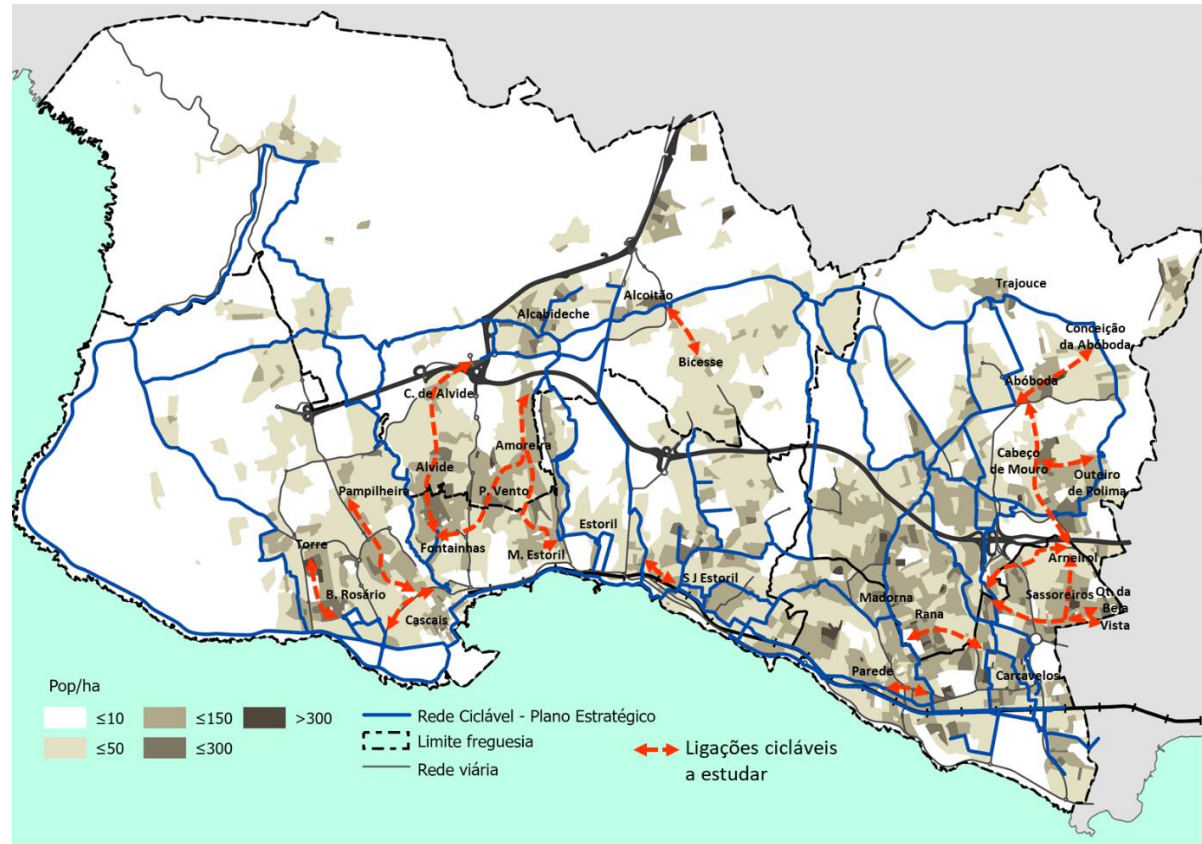 Trajouce
Alcoitão
Alcabideche
Conceição
da Abóboda
Bicesse
Abóboda
C. de Alvide
Amoreira
Cabeço
de Mouro
Alvide
Outeiro
de Polima
Pampilheira
P. Vento
Estoril
Torre
Fontainhas
M. Estoril
Arneirol
S J Estoril
Madorna
Sassoreiros
Qt. da
Bela
Vista
B. Rosário
Rana
Cascais
Parede
Carcavelos
Pop/ha
≤10
≤150
>300
≤50
≤300
Rede Ciclável - Plano Estratégico
Limite freguesia
Rede viária
Ligações cicláveis
a estudar